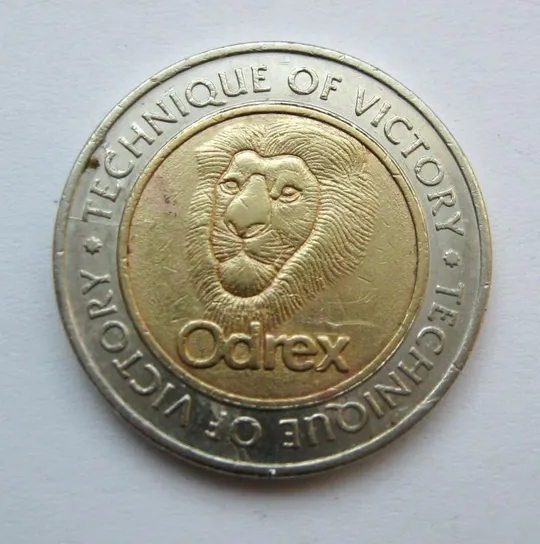 * TECHNIQUE OF VICTORY * TECHNIQUE OF VICTORY
Odrex